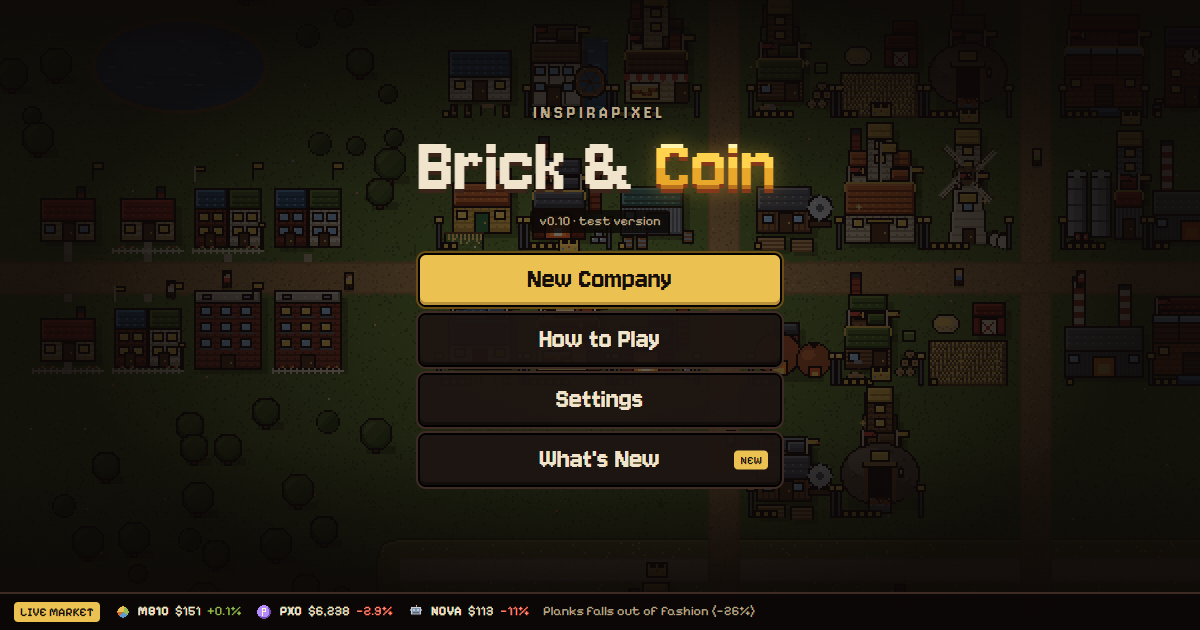 INSPIRAPIXEL
Brick & Coin
v0.10 · test version
New Company
How to Play
Settings
What's New NEW
LIVE MARKET M810 $151 +0.1% PXO $6,238 -2.9% NOVA $113 -11% Planks falls out of fashion (-26%)